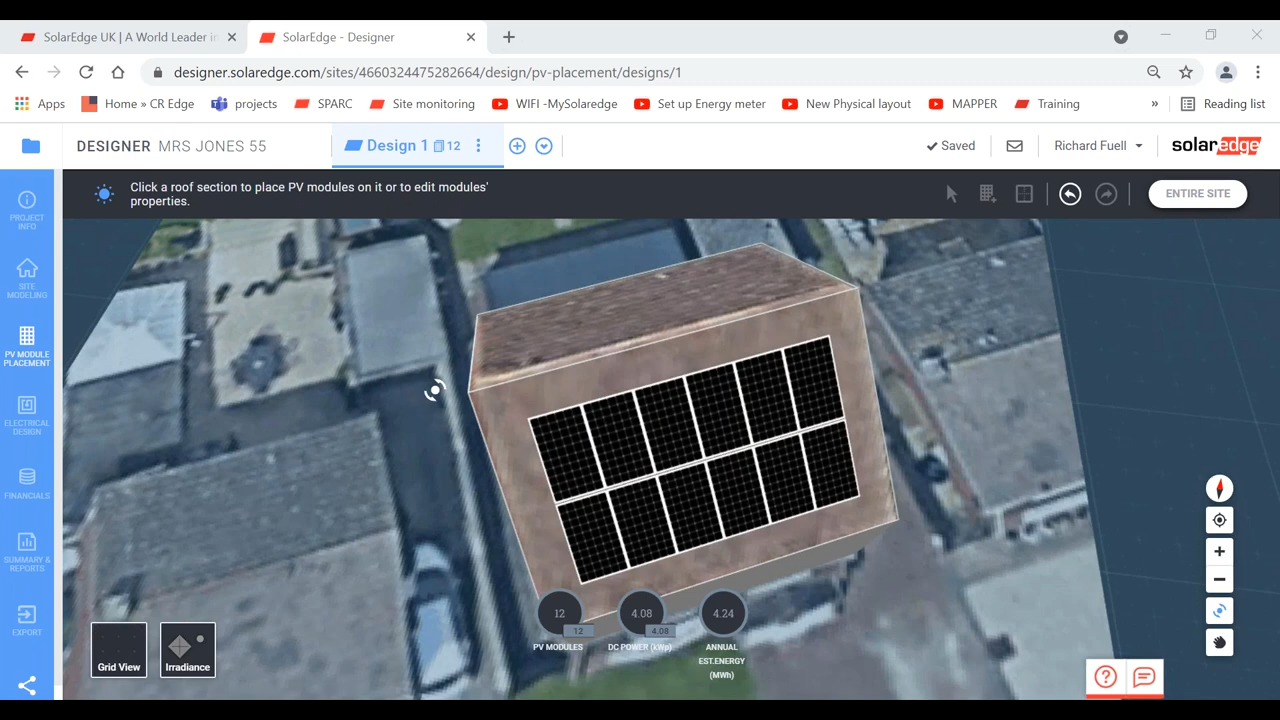 SolarEdge UK | A World Leader in
SolarEdge - Designer
designer.solaredge.com/sites/4660324475282664/design/pv-placement/designs/1
Apps
Home » CR Edge
projects
SPARC
Site monitoring
WIFI -MySolaredge
Set up Energy meter
New Physical layout
MAPPER
Training
»
Reading list
DESIGNER MRS JONES 55
Design 1 12
Saved
Richard Fuell
solaredge
Click a roof section to place PV modules on it or to edit modules'
properties.
ENTIRE SITE
PROJECT
INFO
SITE
MODELING
PV MODULE
PLACEMENT
ELECTRICAL
DESIGN
FINANCIALS
SUMMARY &
REPORTS
EXPORT
Grid View
Irradiance
12
12
PV MODULES
4.08
4.08
DC POWER (kWp)
4.24
ANNUAL
EST.ENERGY
(MWh)